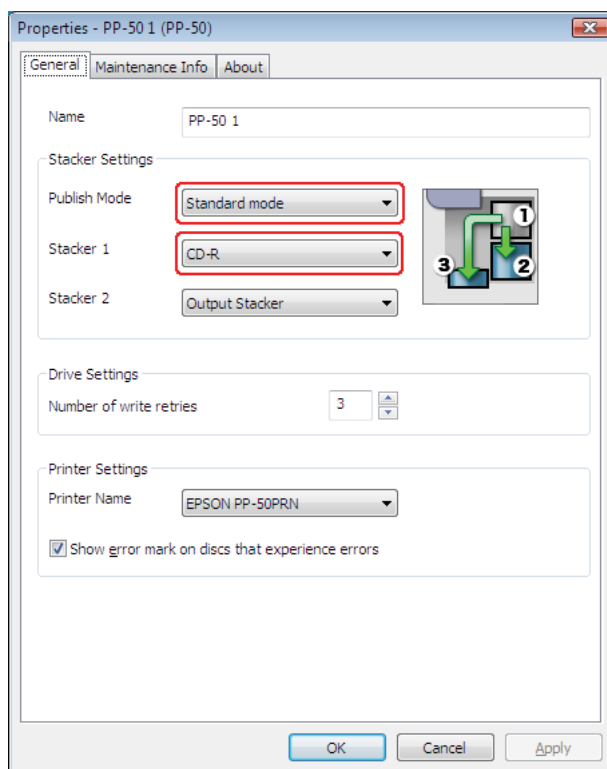 Properties - PP-50 1 (PP-50)
General Maintenance Info About
Name PP-50 1
Stacker Settings
Publish Mode Standard mode
Stacker 1 CD-R
Stacker 2 Output Stacker
1
3 2
Drive Settings
Number of write retries 3
Printer Settings
Printer Name EPSON PP-50PRN
Show error mark on discs that experience errors
OK Cancel Apply